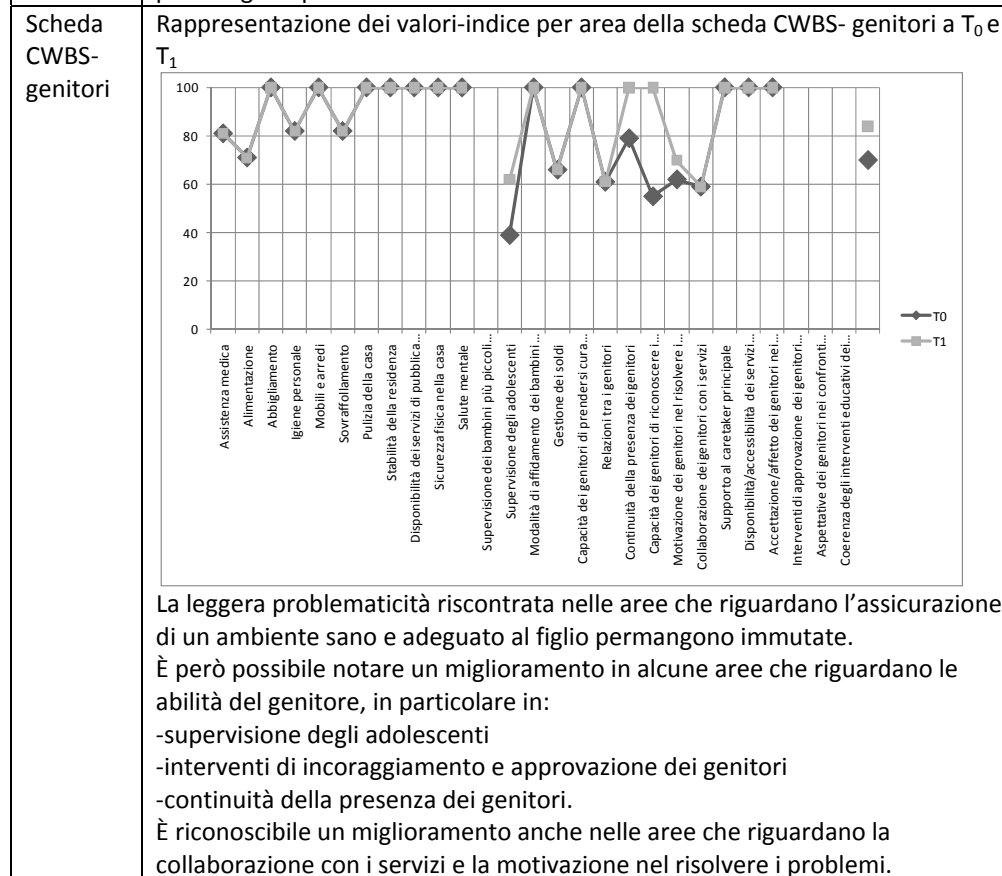 Scheda
CWBS-
genitori
Rappresentazione dei valori-indice per area della scheda CWBS- genitori a T0 e
T1
100
80
60
40
20
0
Assistenza medica
Alimentazione
Abbigliamento
Igiene personale
Mobili e arredi
Sovraffollamento
Pulizia della casa
Stabilità della residenza
Disponibilità dei servizi di pubblica...
Sicurezza fisica nella casa
Salute mentale
Supervisione dei bambini più piccoli...
Supervisione degli adolescenti
Modalità di affidamento dei bambini...
Gestione dei soldi
Capacità dei genitori di prendersi cura...
Relazioni tra i genitori
Continuità della presenza dei genitori
Capacità dei genitori di riconoscere i...
Motivazione dei genitori nel risolvere i...
Collaborazione dei genitori con i servizi
Supporto al caretaker principale
Disponibilità/accessibilità dei servizi...
Accettazione/affetto dei genitori nei...
Interventi di approvazione dei genitori...
Aspettative dei genitori nei confronti...
Coerenza degli interventi educativi dei...
T0
T1
La leggera problematicità riscontrata nelle aree che riguardano l'assicurazione
di un ambiente sano e adeguato al figlio permangono immutate.
È però possibile notare un miglioramento in alcune aree che riguardano le
abilità del genitore, in particolare in:
-supervisione degli adolescenti
-interventi di incoraggiamento e approvazione dei genitori
-continuità della presenza dei genitori.
È riconoscibile un miglioramento anche nelle aree che riguardano la
collaborazione con i servizi e la motivazione nel risolvere i problemi.